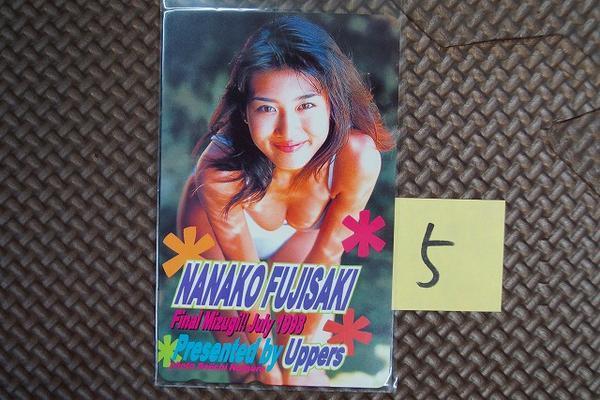 NANAKO FUJISAKI
Final Mizugi!! July 1998
Presented by Uppers
5